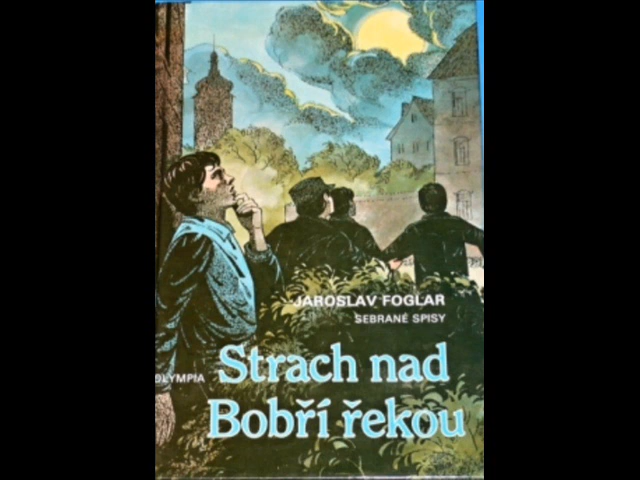 JAROSLAV FOGLAR
SEBRANÉ SPISY
OLYMPIA
Strach nad
Bobří řekou